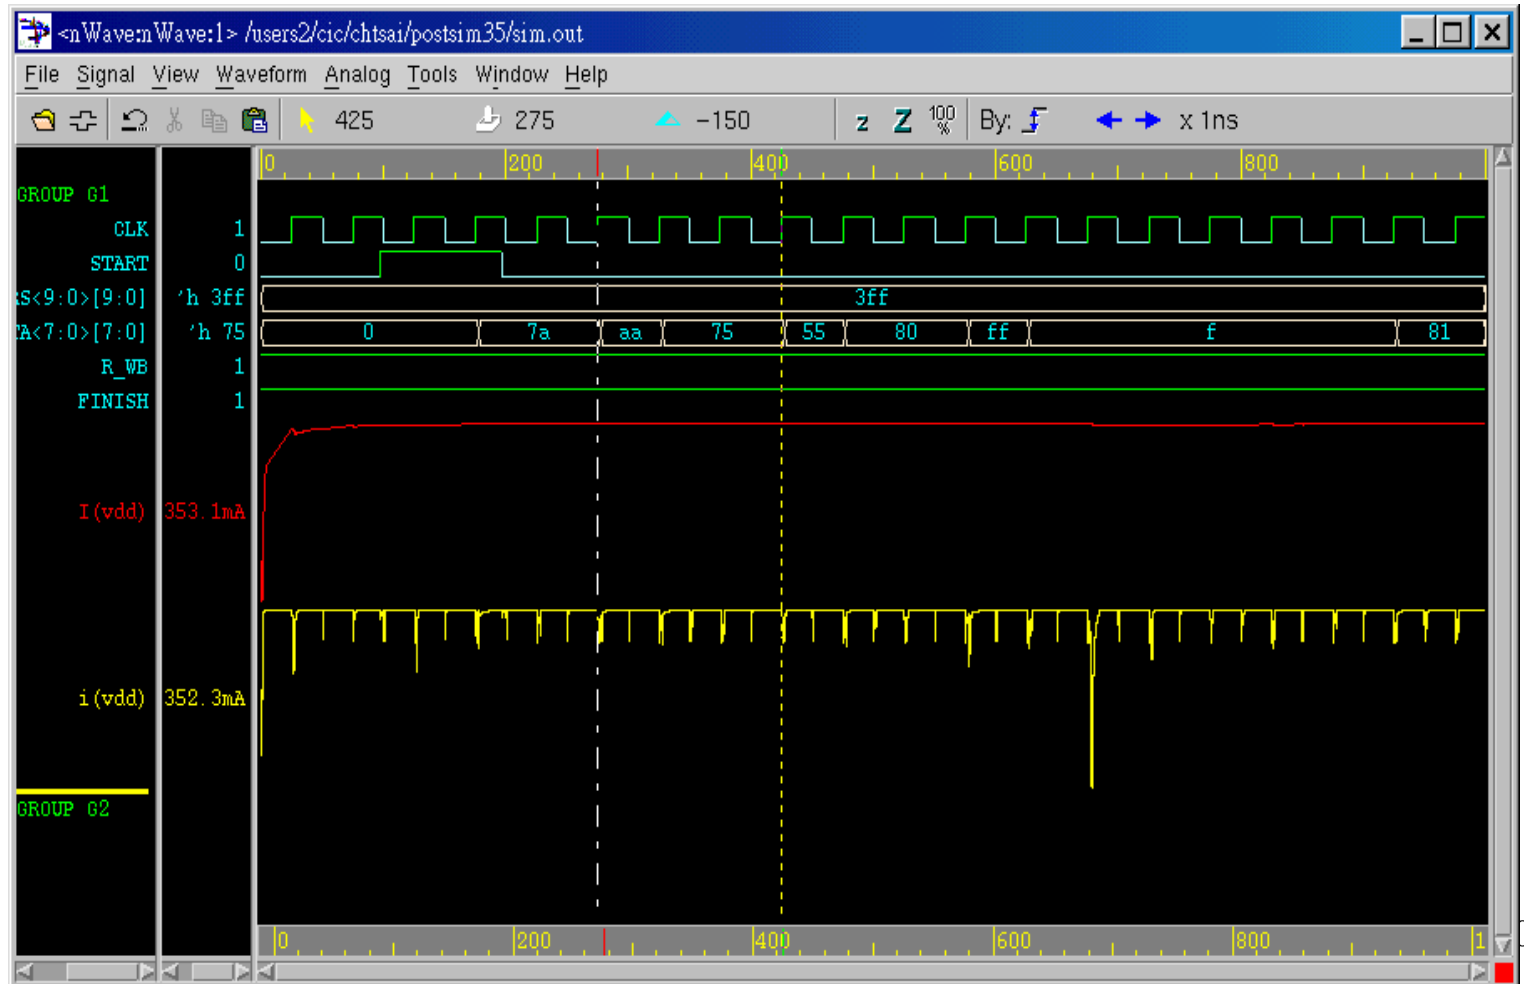 <nWave:nWave:1> /users2/cic/chtsai/postsim35/sim.out
File Signal View Waveform Analog Tools Window Help
425 275 -150 z Z 100% By: x 1ns
0 200 400 600 800
GROUP G1
CLK 1
START 0
S<9:0>[9:0] 'h 3ff 3ff
A<7:0>[7:0] 'h 75 0 7a aa 75 55 80 ff f 81
R_WB 1
FINISH 1
I(vdd) 353.1mA
i(vdd) 352.3mA
GROUP G2
0 200 400 600 800 1